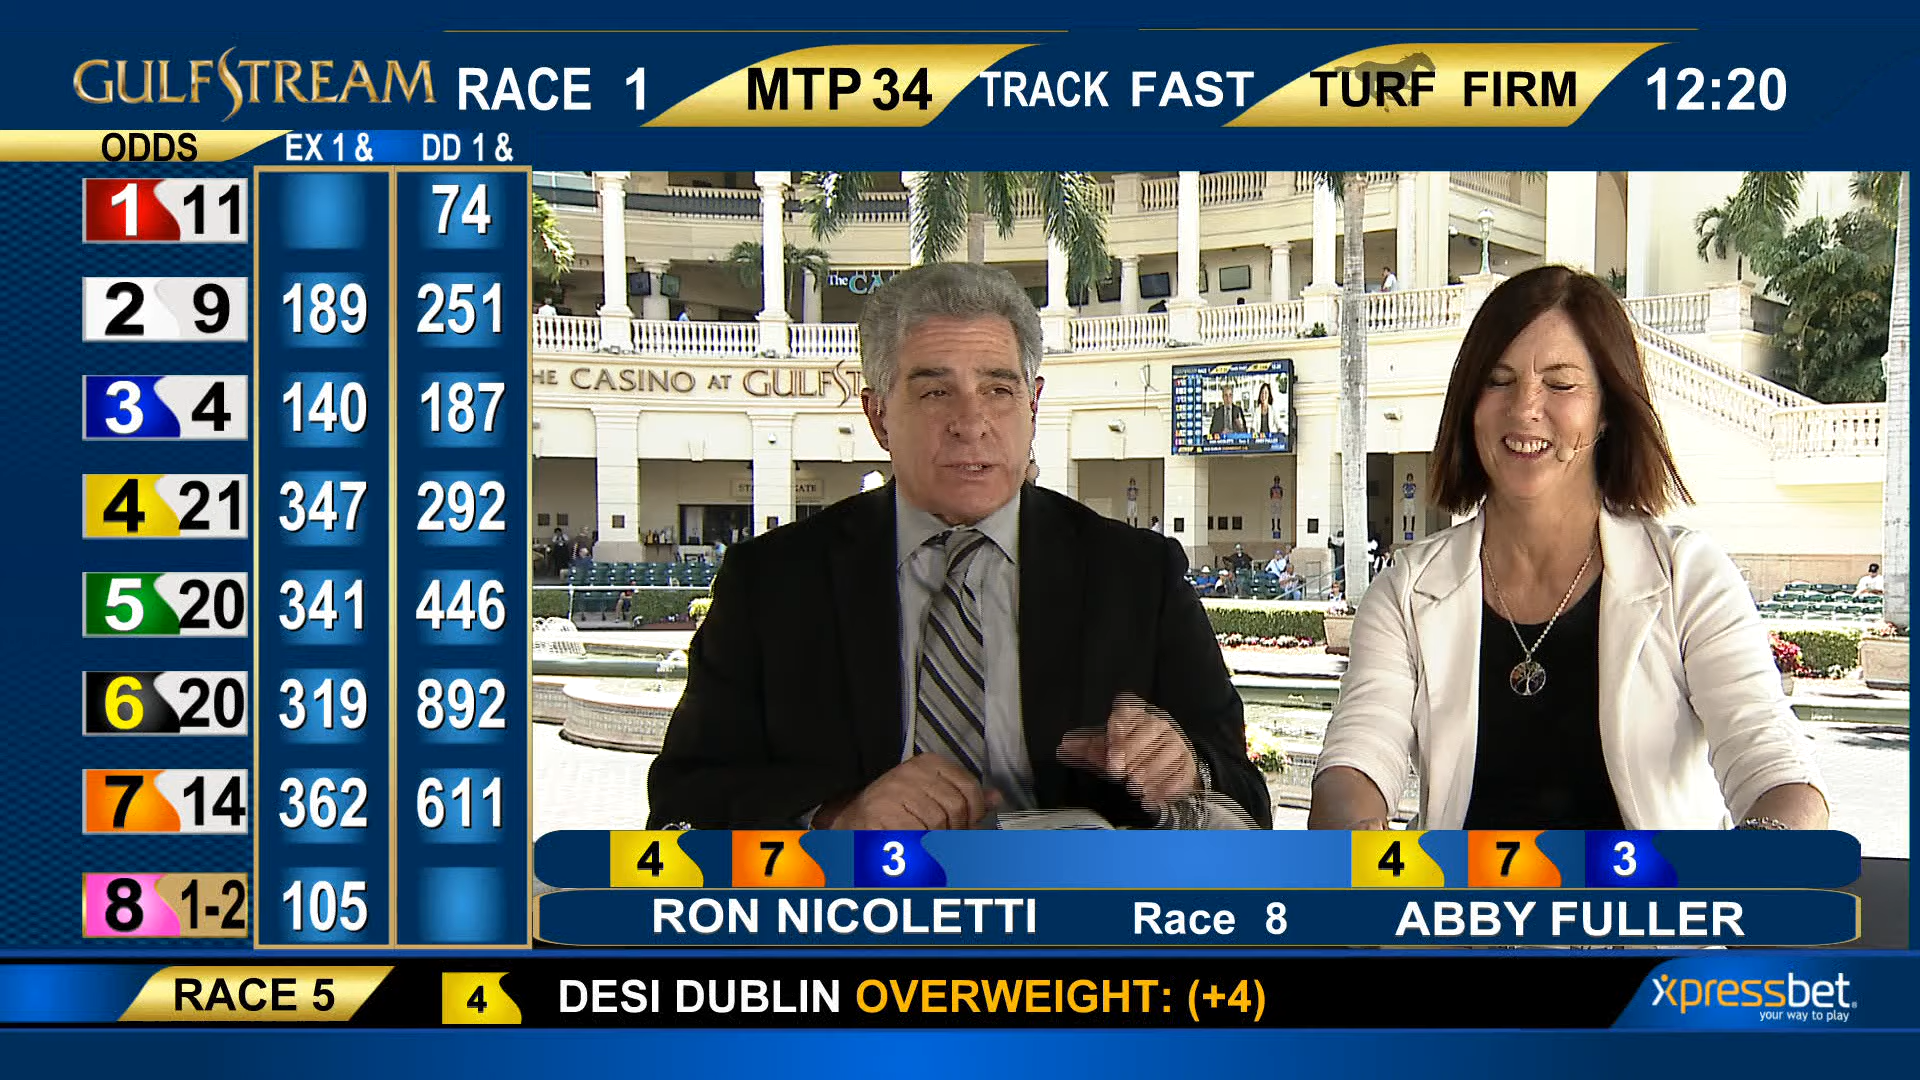 GULFSTREAM RACE 1 MTP 34 TRACK FAST TURF FIRM 12:20
ODDS EX 1 & DD 1 &
1 11 74
2 9 189 251
3 4 140 187
4 21 347 292
5 20 341 446
6 20 319 892
7 14 362 611
8 1-2 105
The CA
THE CASINO AT GULFST
4 7 3 4 7 3
RON NICOLETTI Race 8 ABBY FULLER
RACE 5 4 DESI DUBLIN OVERWEIGHT: (+4)
xpressbet
your way to play